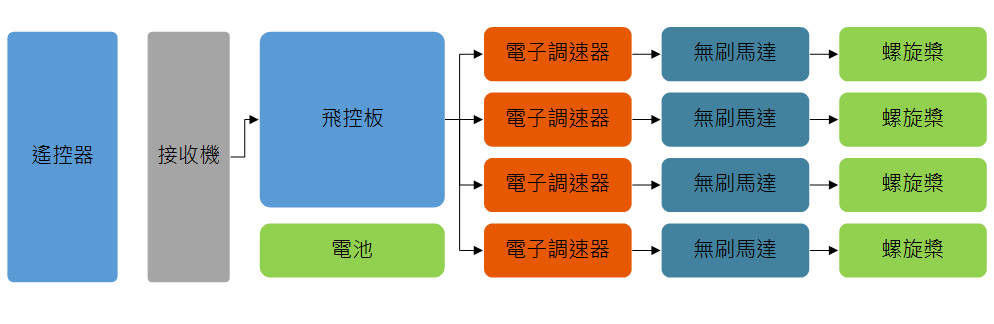 遙控器
接收機
飛控板
電池
電子調速器
無刷馬達
螺旋槳
電子調速器
無刷馬達
螺旋槳
電子調速器
無刷馬達
螺旋槳
電子調速器
無刷馬達
螺旋槳